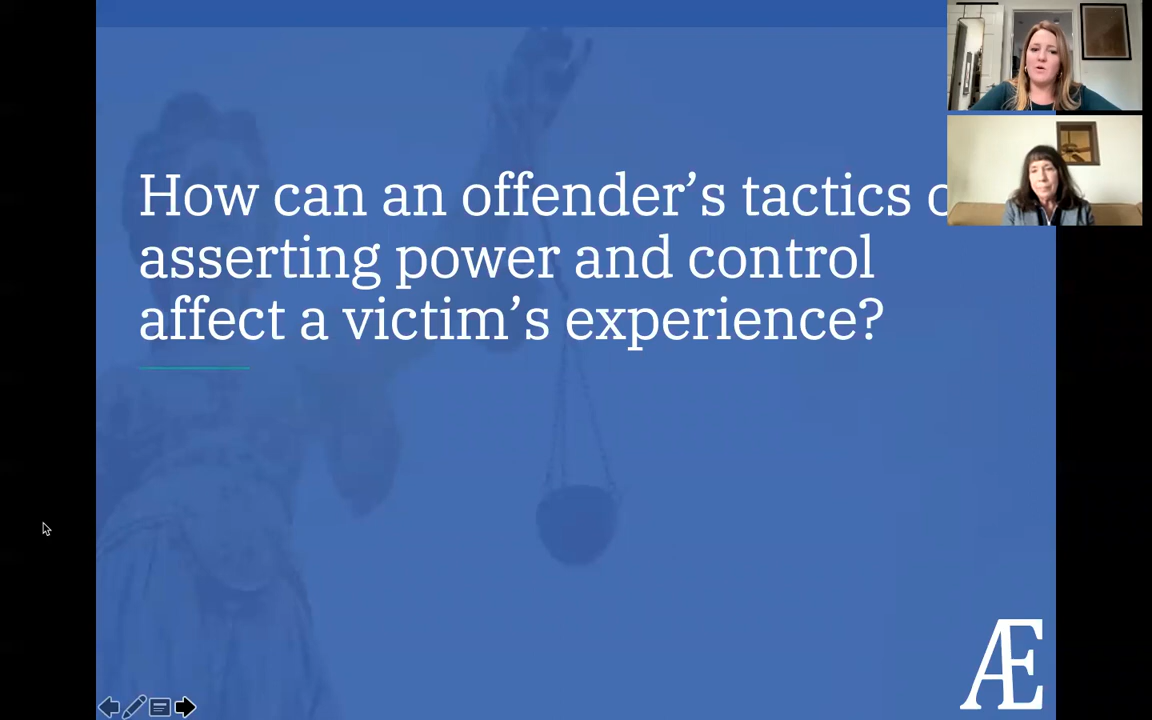 How can an offender’s tactics
asserting power and control
affect a victim’s experience?
Æ